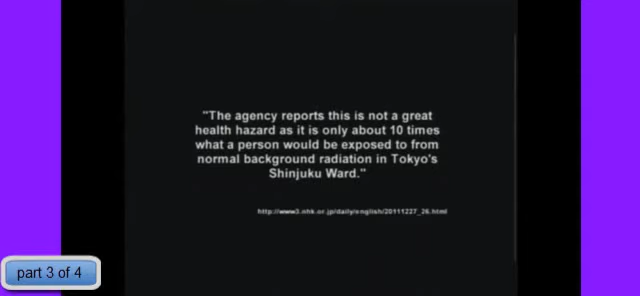 "The agency reports this is not a great
health hazard as it is only about 10 times
what a person would be exposed to from
normal background radiation in Tokyo's
Shinjuku Ward."
http://www3.nhk.or.jp/daily/english/20111227_26.html
part 3 of 4